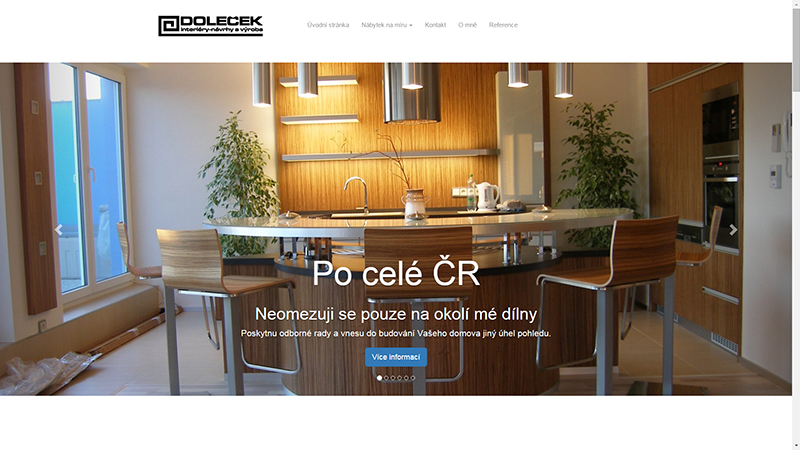 DOLEČEK
interiéry-návrhy a výroba
Úvodní stránka Nábytek na míru Kontakt O mně Reference
Po celé ČR
Neomezuji se pouze na okolí mé dílny
Poskytnu odborné rady a vnesu do budování Vašeho domova jiný úhel pohledu.
Více informací